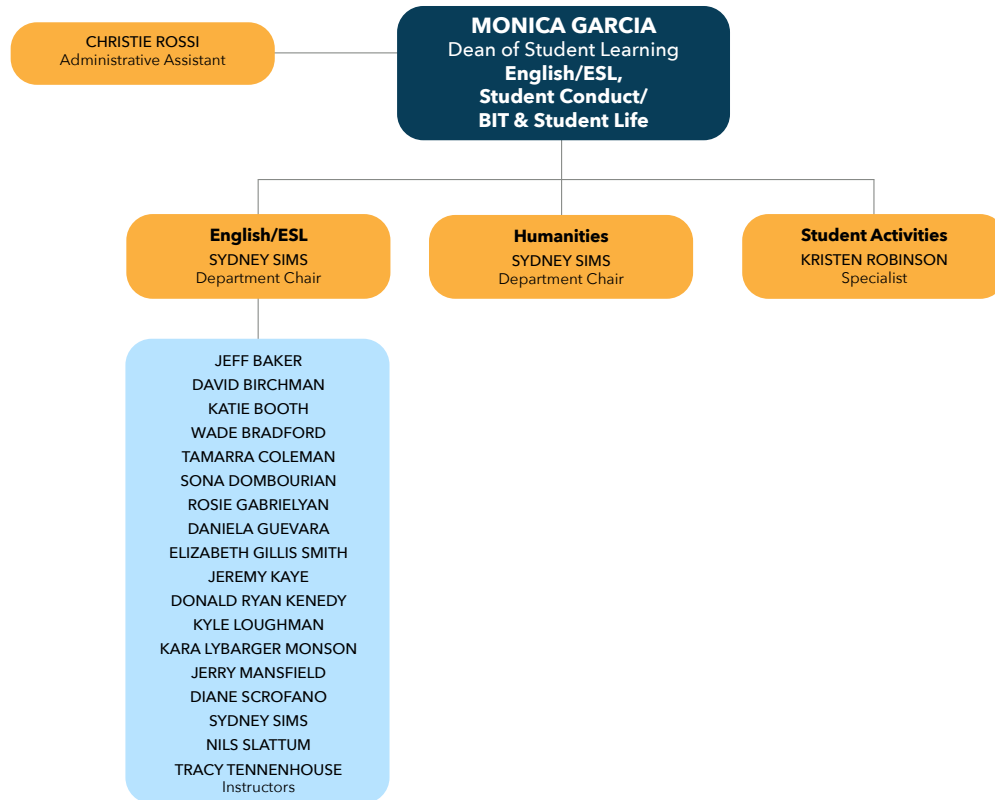 CHRISTIE ROSSI
Administrative Assistant
MONICA GARCIA
Dean of Student Learning
English/ESL,
Student Conduct/
BIT & Student Life
English/ESL
SYDNEY SIMS
Department Chair
Humanities
SYDNEY SIMS
Department Chair
Student Activities
KRISTEN ROBINSON
Specialist
JEFF BAKER
DAVID BIRCHMAN
KATIE BOOTH
WADE BRADFORD
TAMARRA COLEMAN
SONA DOMBOURIAN
ROSIE GABRIELYAN
DANIELA GUEVARA
ELIZABETH GILLIS SMITH
JEREMY KAYE
DONALD RYAN KENEDY
KYLE LOUGHMAN
KARA LYBARGER MONSON
JERRY MANSFIELD
DIANE SCROFANO
SYDNEY SIMS
NILS SLATTUM
TRACY TENNENHOUSE
Instructors